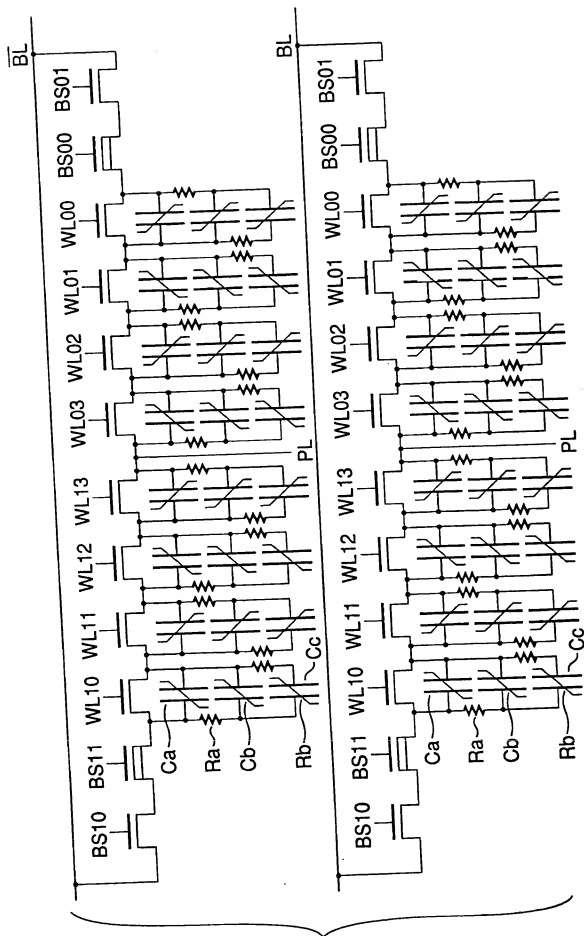 B̅L̅
BS10
BS11
WL10
WL11
WL12
WL13
WL03
WL02
WL01
WL00
BS00
BS01
Ca
Ra
Cb
Rb
Cc
PL
BL
BS10
BS11
WL10
WL11
WL12
WL13
WL03
WL02
WL01
WL00
BS00
BS01
Ca
Ra
Cb
Rb
Cc
PL